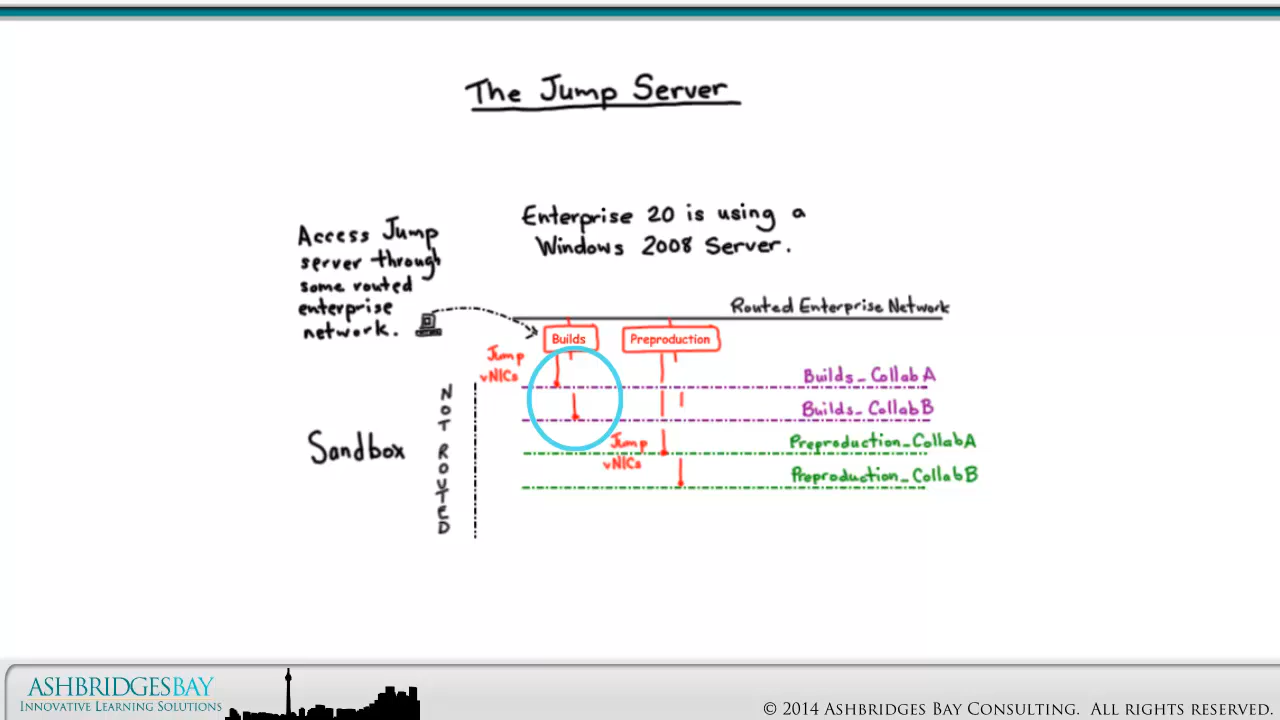 The Jump Server
Enterprise 20 is using a
Windows 2008 Server.
Access Jump
server through
some routed
enterprise
network.
Routed Enterprise Network
Builds
Preproduction
Jump
vNICs
Builds_CollabA
Builds_CollabB
Jump
vNICs
Preproduction_CollabA
Preproduction_CollabB
Sandbox
NOT ROUTED
ASHBRIDGESBAY
INNOVATIVE LEARNING SOLUTIONS
© 2014 ASHBRIDGES BAY CONSULTING. ALL RIGHTS RESERVED.